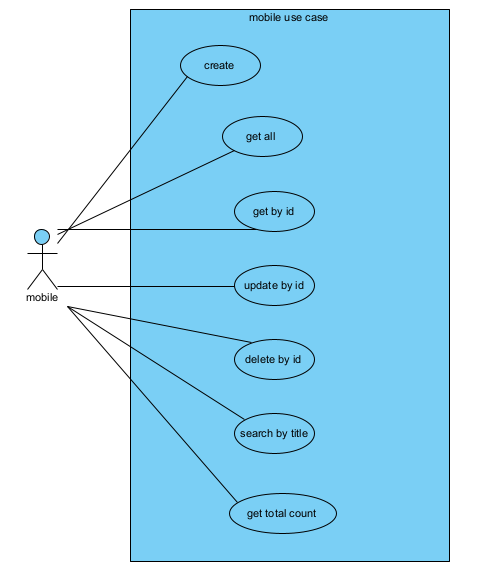 mobile use case
create
get all
get by id
mobile
update by id
delete by id
search by title
get total count